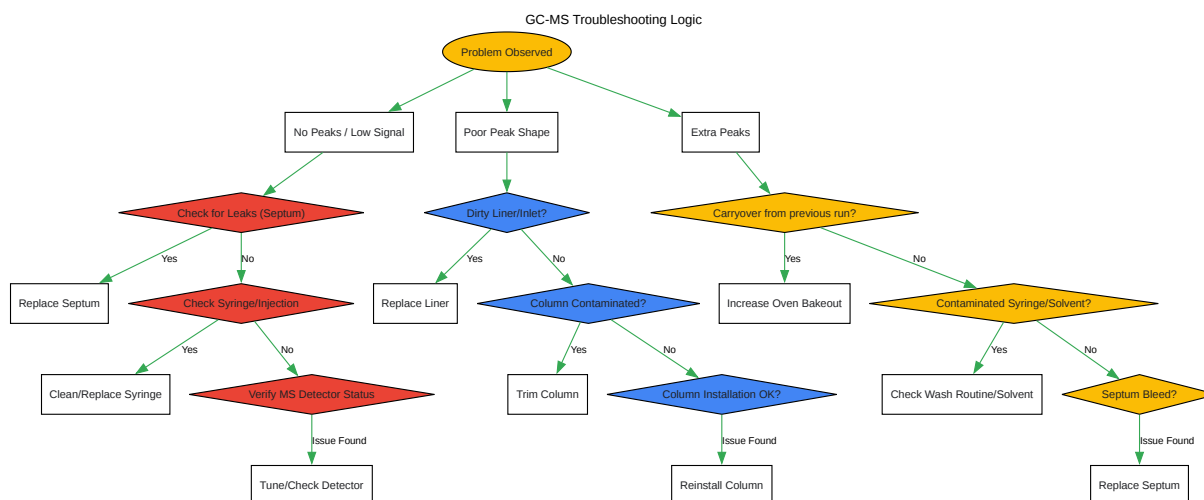 GC-MS Troubleshooting Logic
Problem Observed
No Peaks / Low Signal
Poor Peak Shape
Extra Peaks
Check for Leaks (Septum)
Dirty Liner/Inlet?
Carryover from previous run?
Yes
No
Yes
No
Yes
No
Replace Septum
Check Syringe/Injection
Replace Liner
Column Contaminated?
Increase Oven Bakeout
Contaminated Syringe/Solvent?
Yes
No
Yes
No
Yes
No
Clean/Replace Syringe
Verify MS Detector Status
Trim Column
Column Installation OK?
Check Wash Routine/Solvent
Septum Bleed?
Issue Found
Issue Found
Issue Found
Tune/Check Detector
Reinstall Column
Replace Septum